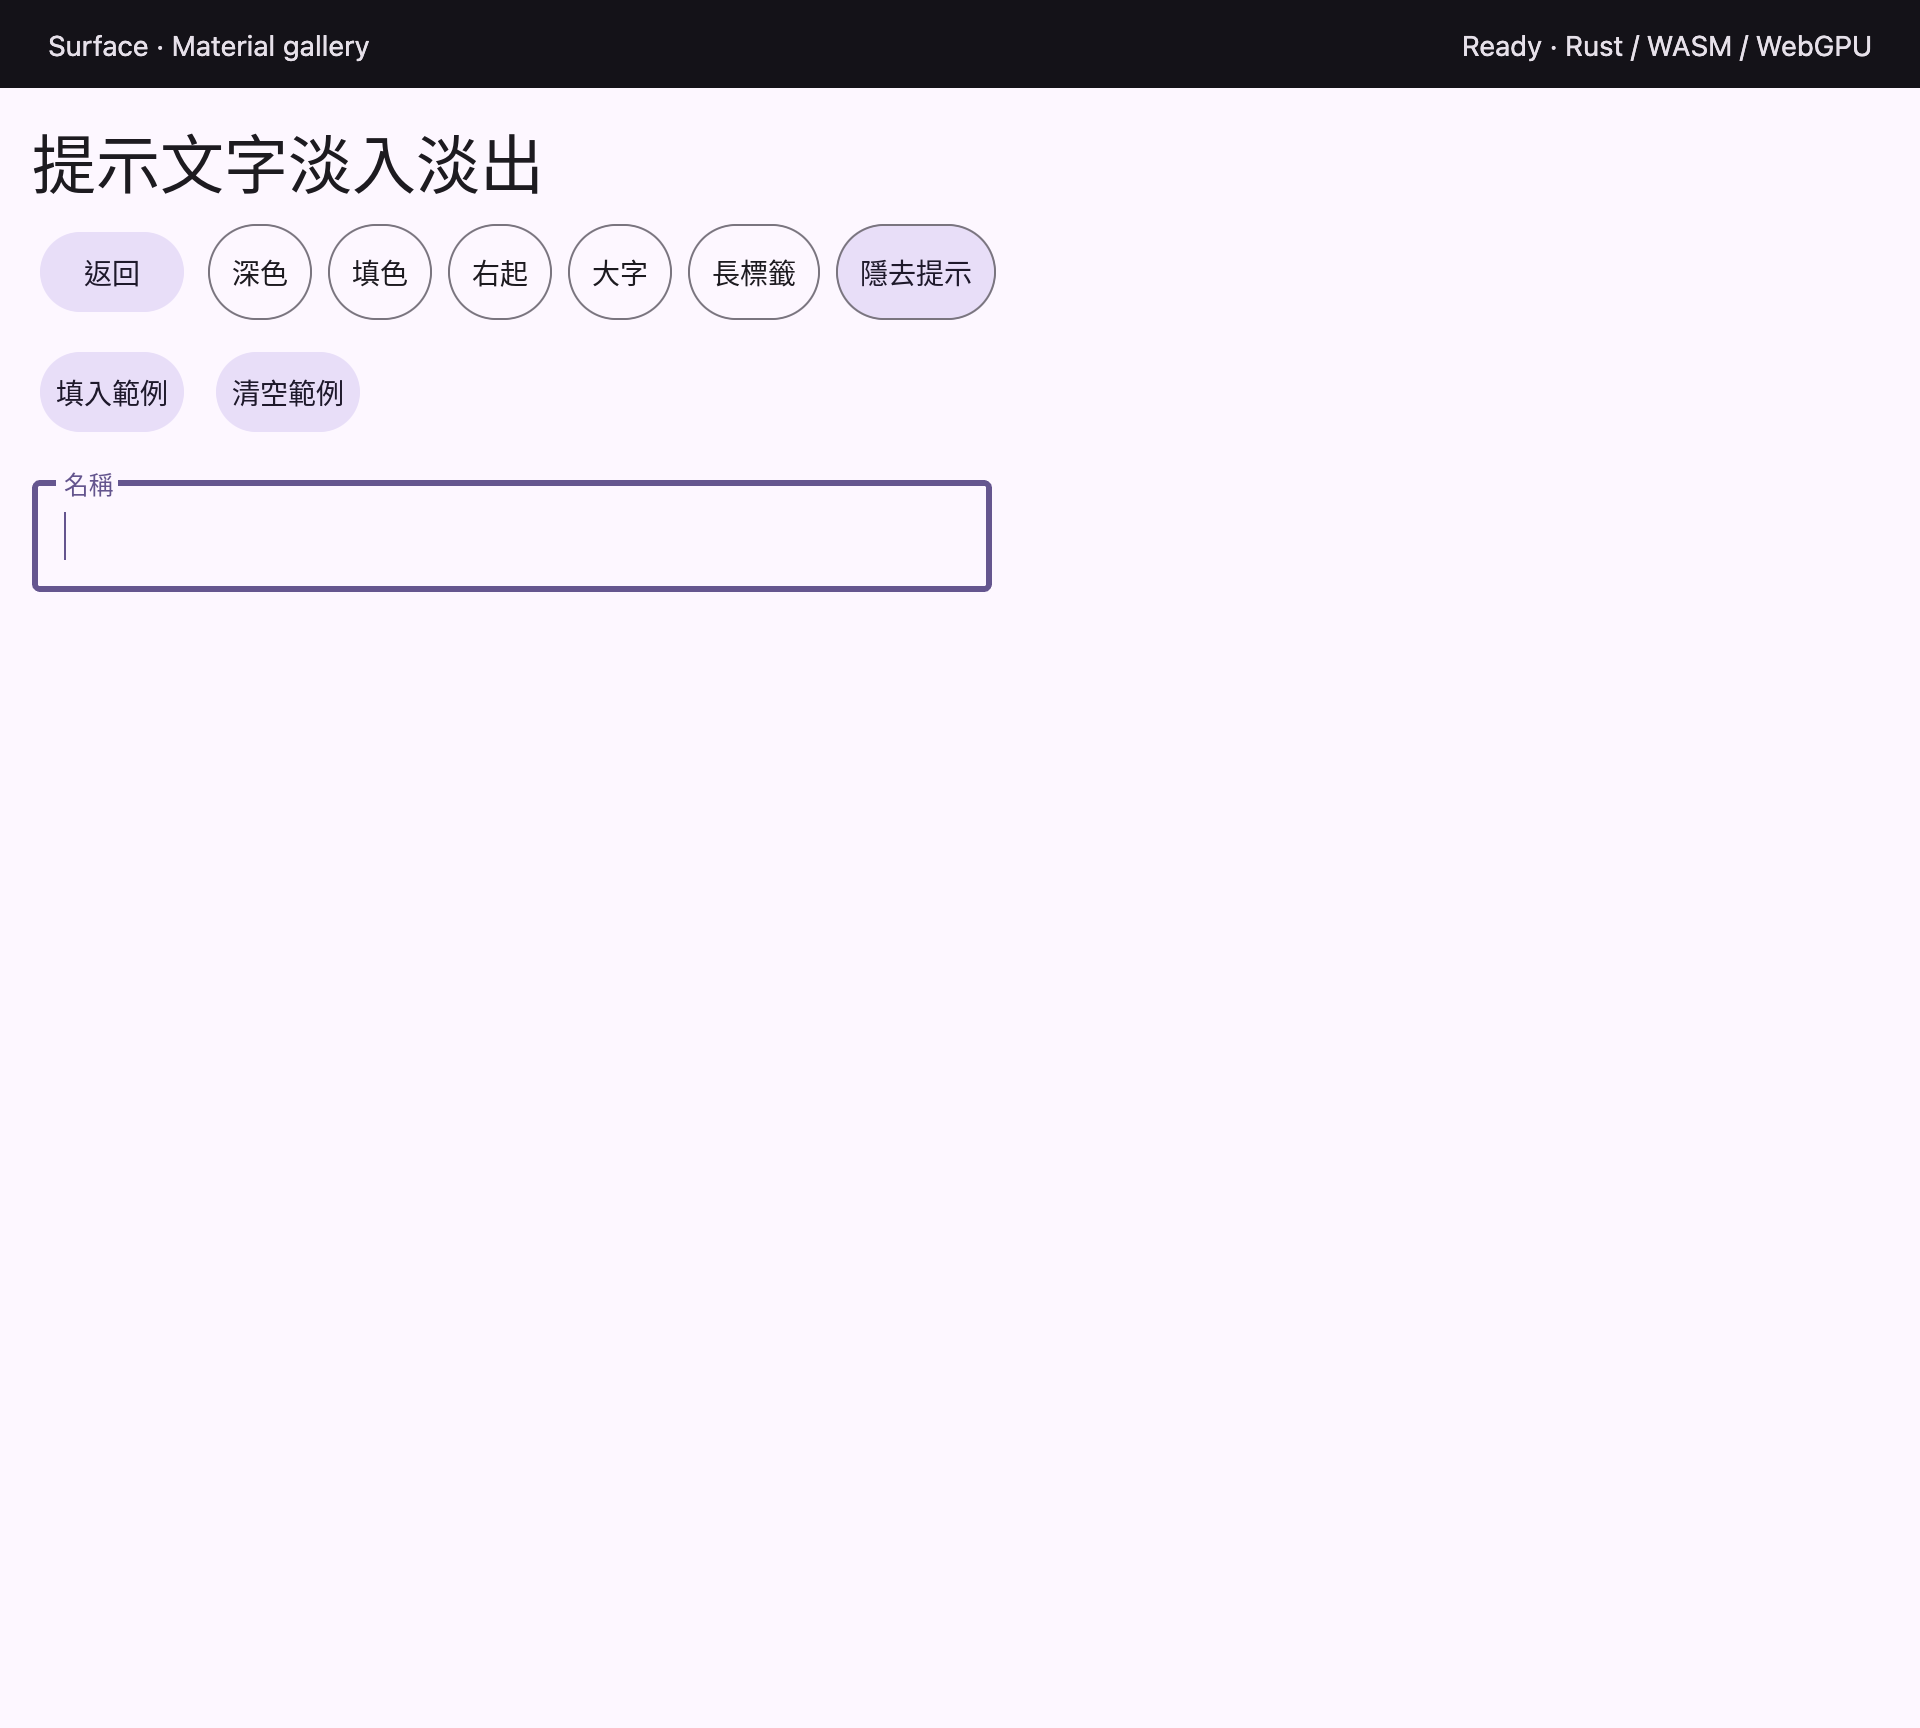 Surface · Material gallery
Ready · Rust / WASM / WebGPU
提示文字淡入淡出
返回 深色 填色 右起 大字 長標籤 隱去提示
填入範例 清空範例
名稱